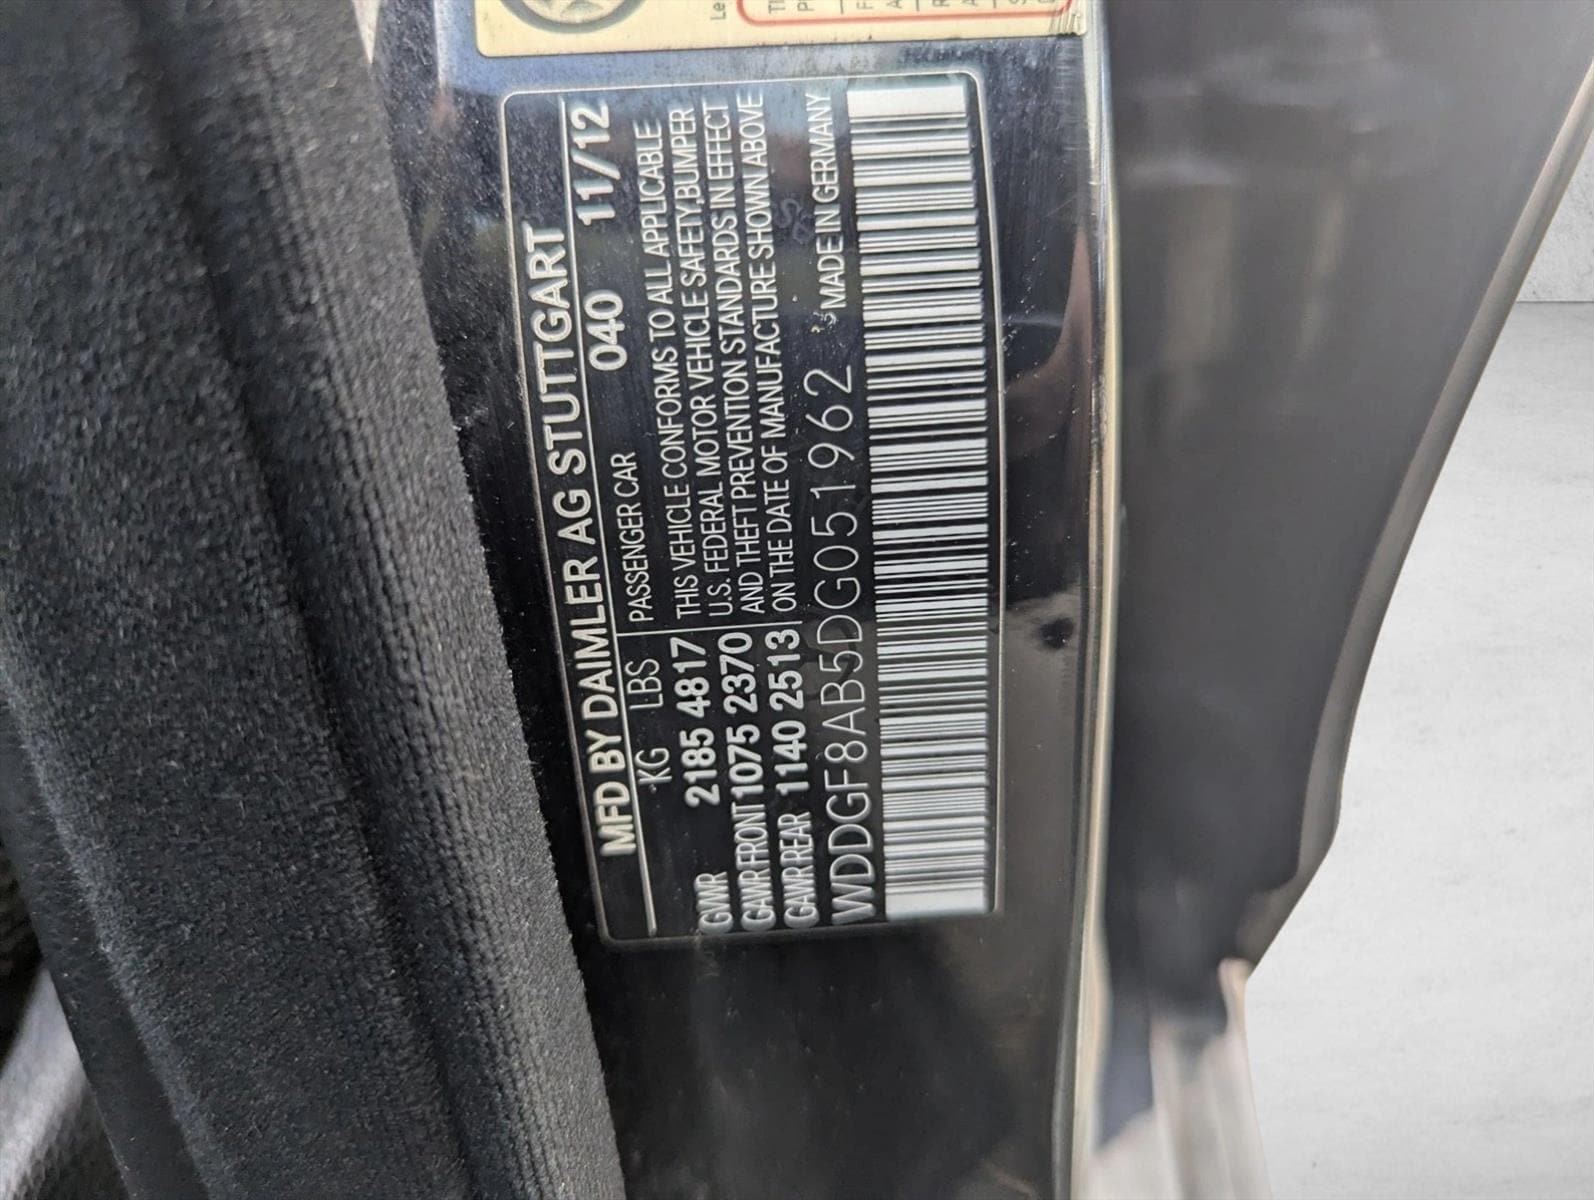 MFD BY DAIMLER AG STUTTGART
040 11/12
KG LBS
PASSENGER CAR
GVWR 2185 4817
GAWR FRONT 1075 2370
GAWR REAR 1140 2513
THIS VEHICLE CONFORMS TO ALL APPLICABLE
U.S. FEDERAL MOTOR VEHICLE SAFETY,BUMPER
AND THEFT PREVENTION STANDARDS IN EFFECT
ON THE DATE OF MANUFACTURE SHOWN ABOVE
WDDGF8AB5DG051962
MADE IN GERMANY
Le